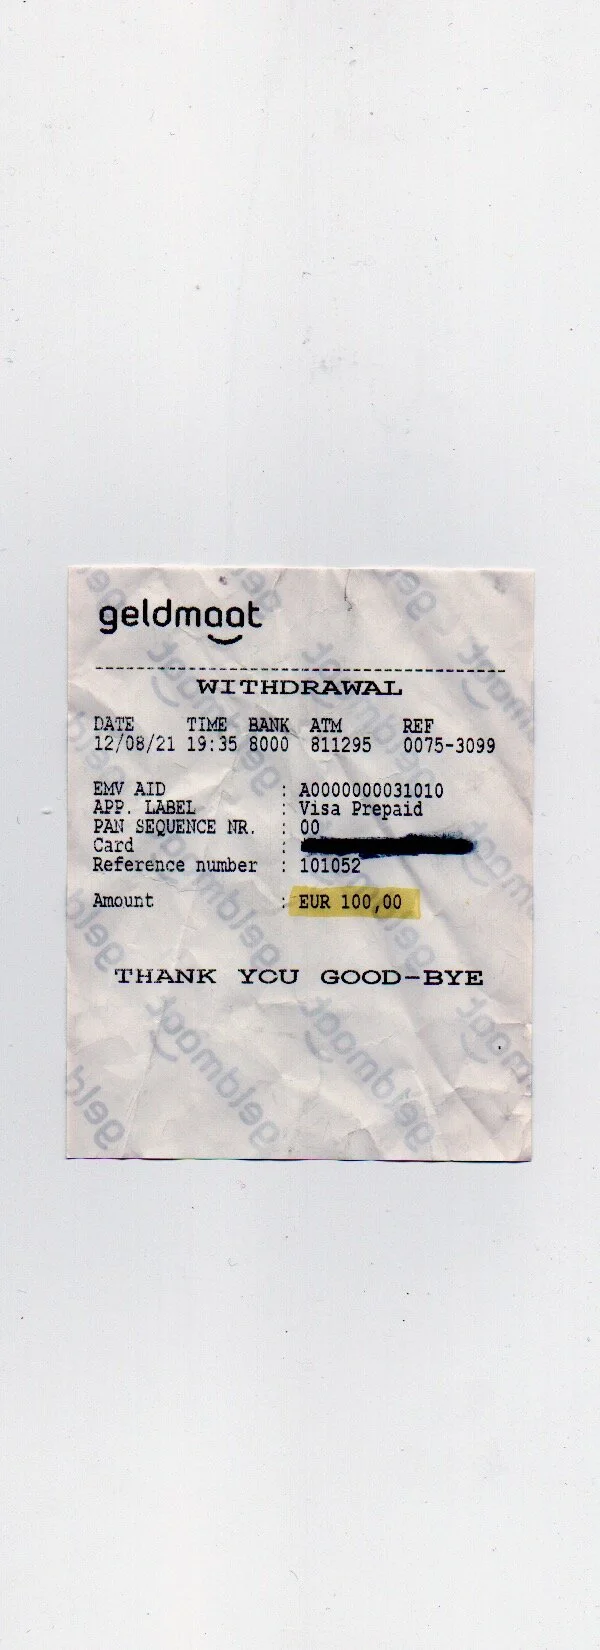 geldmaat
WITHDRAWAL
DATE TIME BANK ATM REF
12/08/21 19:35 8000 811295 0075-3099
EMV AID : A0000000031010
APP. LABEL : Visa Prepaid
PAN SEQUENCE NR. : 00
Card :
Reference number : 101052
Amount : EUR 100,00
THANK YOU GOOD-BYE